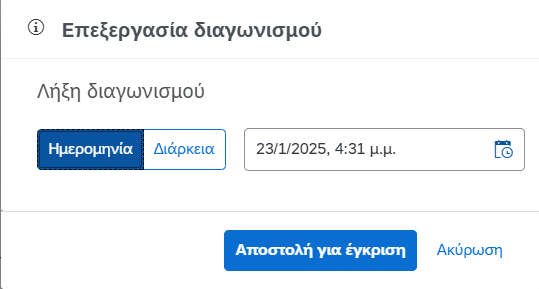 Επεξεργασία διαγωνισμού
Λήξη διαγωνισμού
Ημερομηνία Διάρκεια 23/1/2025, 4:31 μ.μ.
Αποστολή για έγκριση Ακύρωση